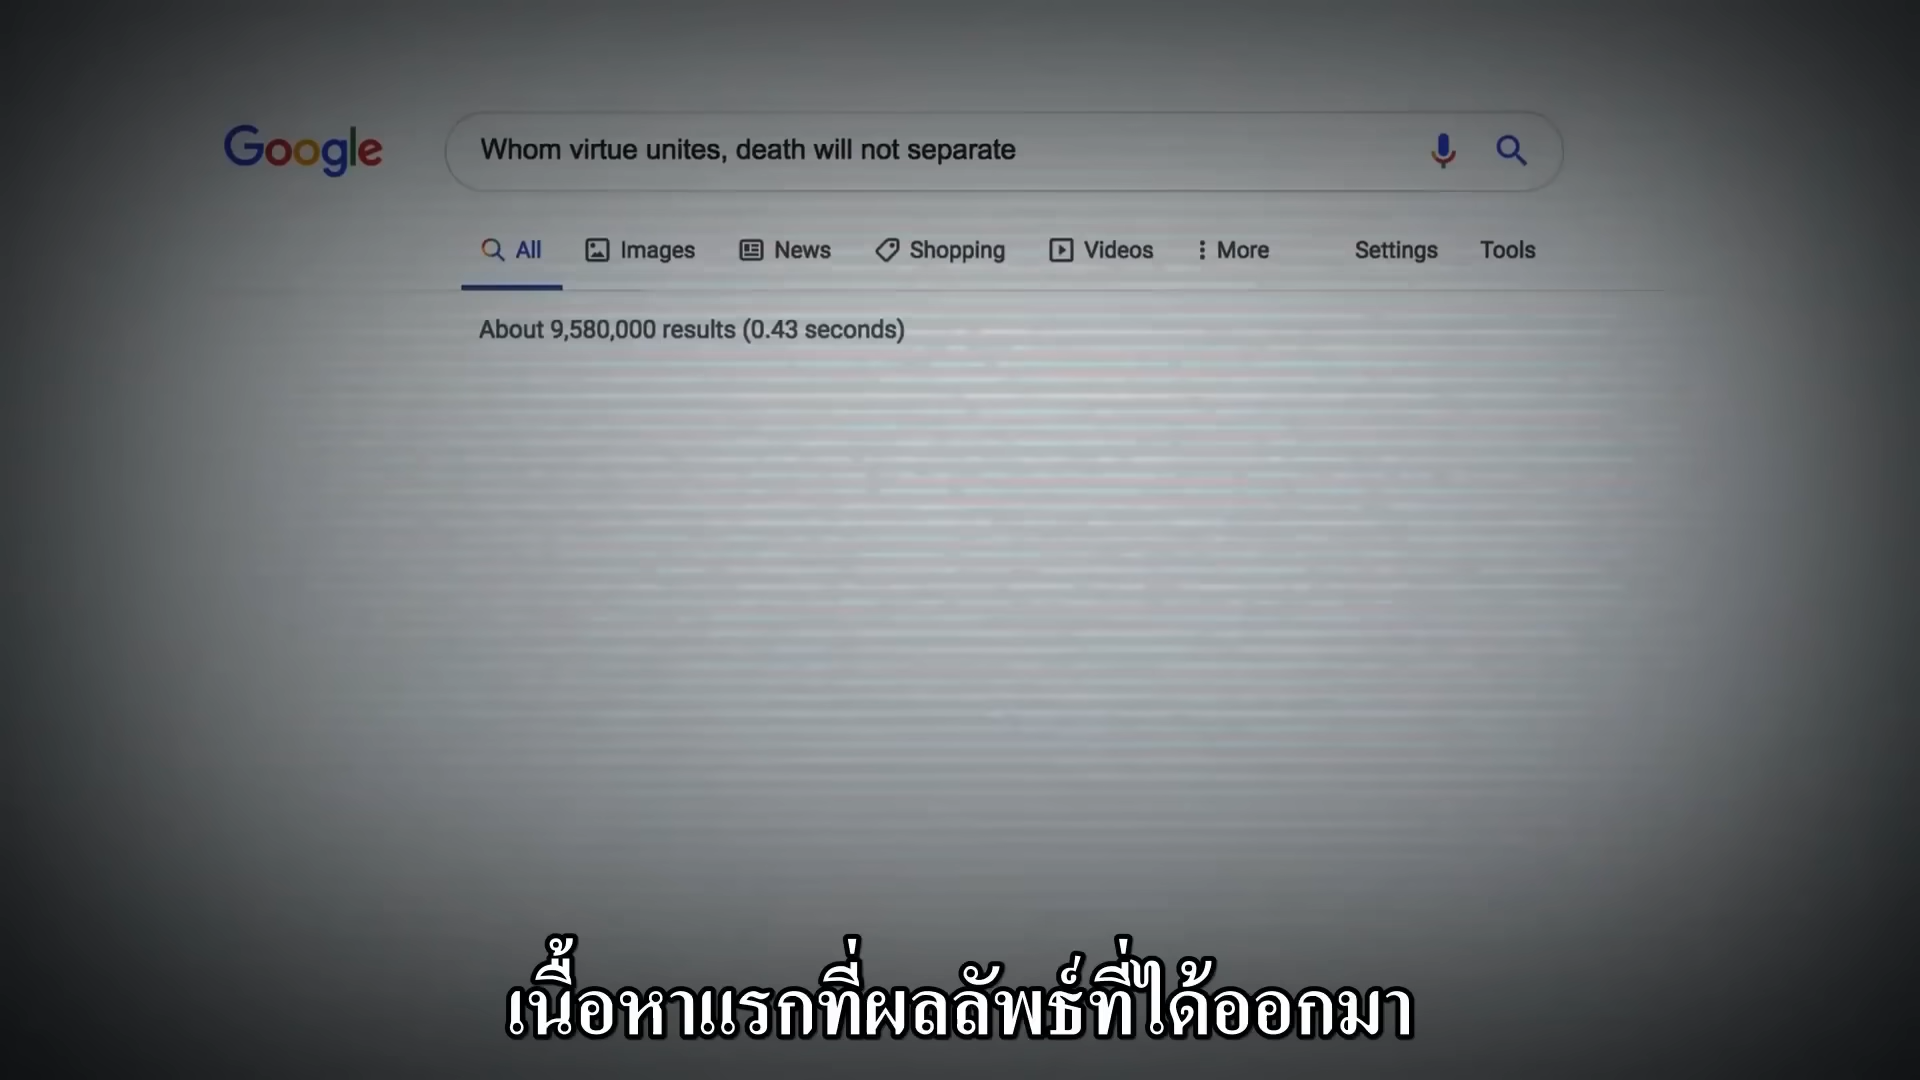 Google
Whom virtue unites, death will not separate
All Images News Shopping Videos More Settings Tools
About 9,580,000 results (0.43 seconds)
เนื้อหาแรกที่ผลลัพธ์ที่ได้ออกมา